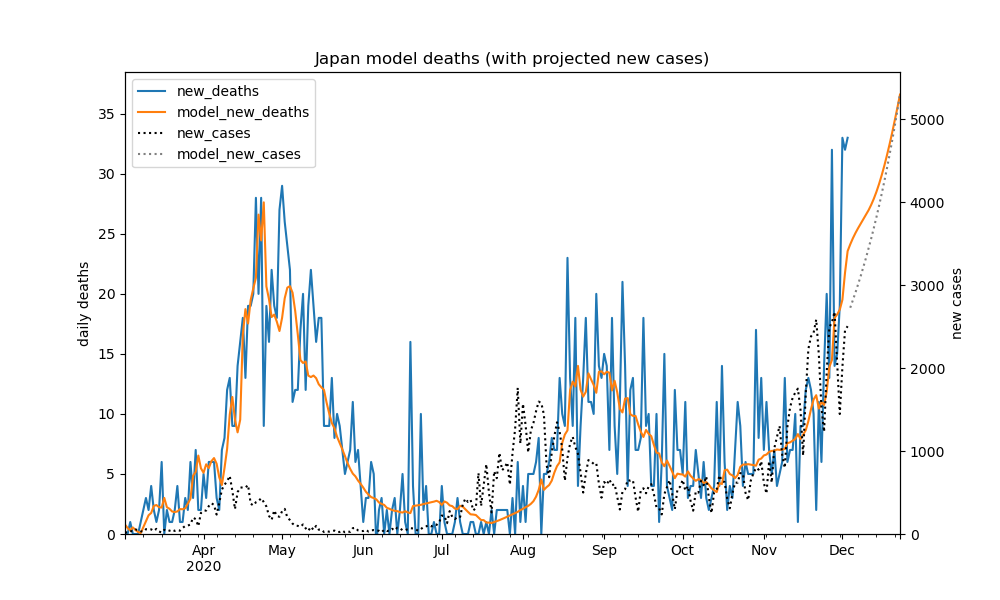 Japan model deaths (with projected new cases)
new_deaths
model_new_deaths
new_cases
model_new_cases
daily deaths
35
30
25
20
15
10
5
0
5000
4000
3000
2000
1000
0
new cases
Apr May Jun Jul Aug Sep Oct Nov Dec
2020